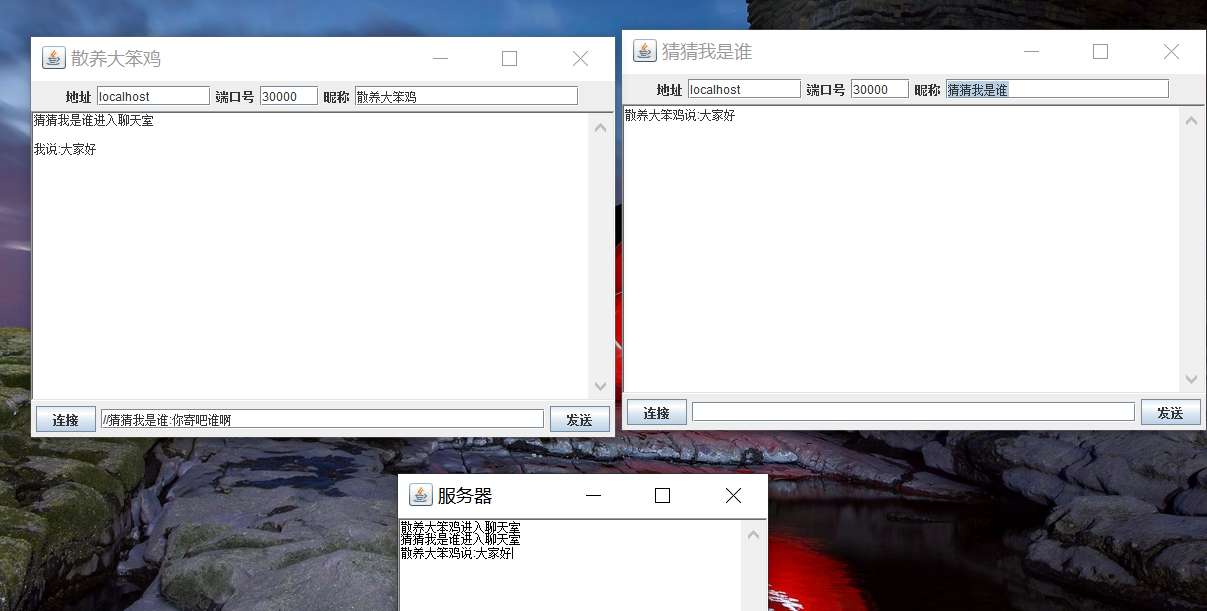 散养大笨鸡
地址 localhost 端口号 30000 昵称 散养大笨鸡
猜猜我是谁进入聊天室
我说:大家好
连接 //猜猜我是谁:你寄吧谁啊 发送
猜猜我是谁
地址 localhost 端口号 30000 昵称 猜猜我是谁
散养大笨鸡说:大家好
连接 发送
服务器
散养大笨鸡进入聊天室
猜猜我是谁进入聊天室
散养大笨鸡说:大家好